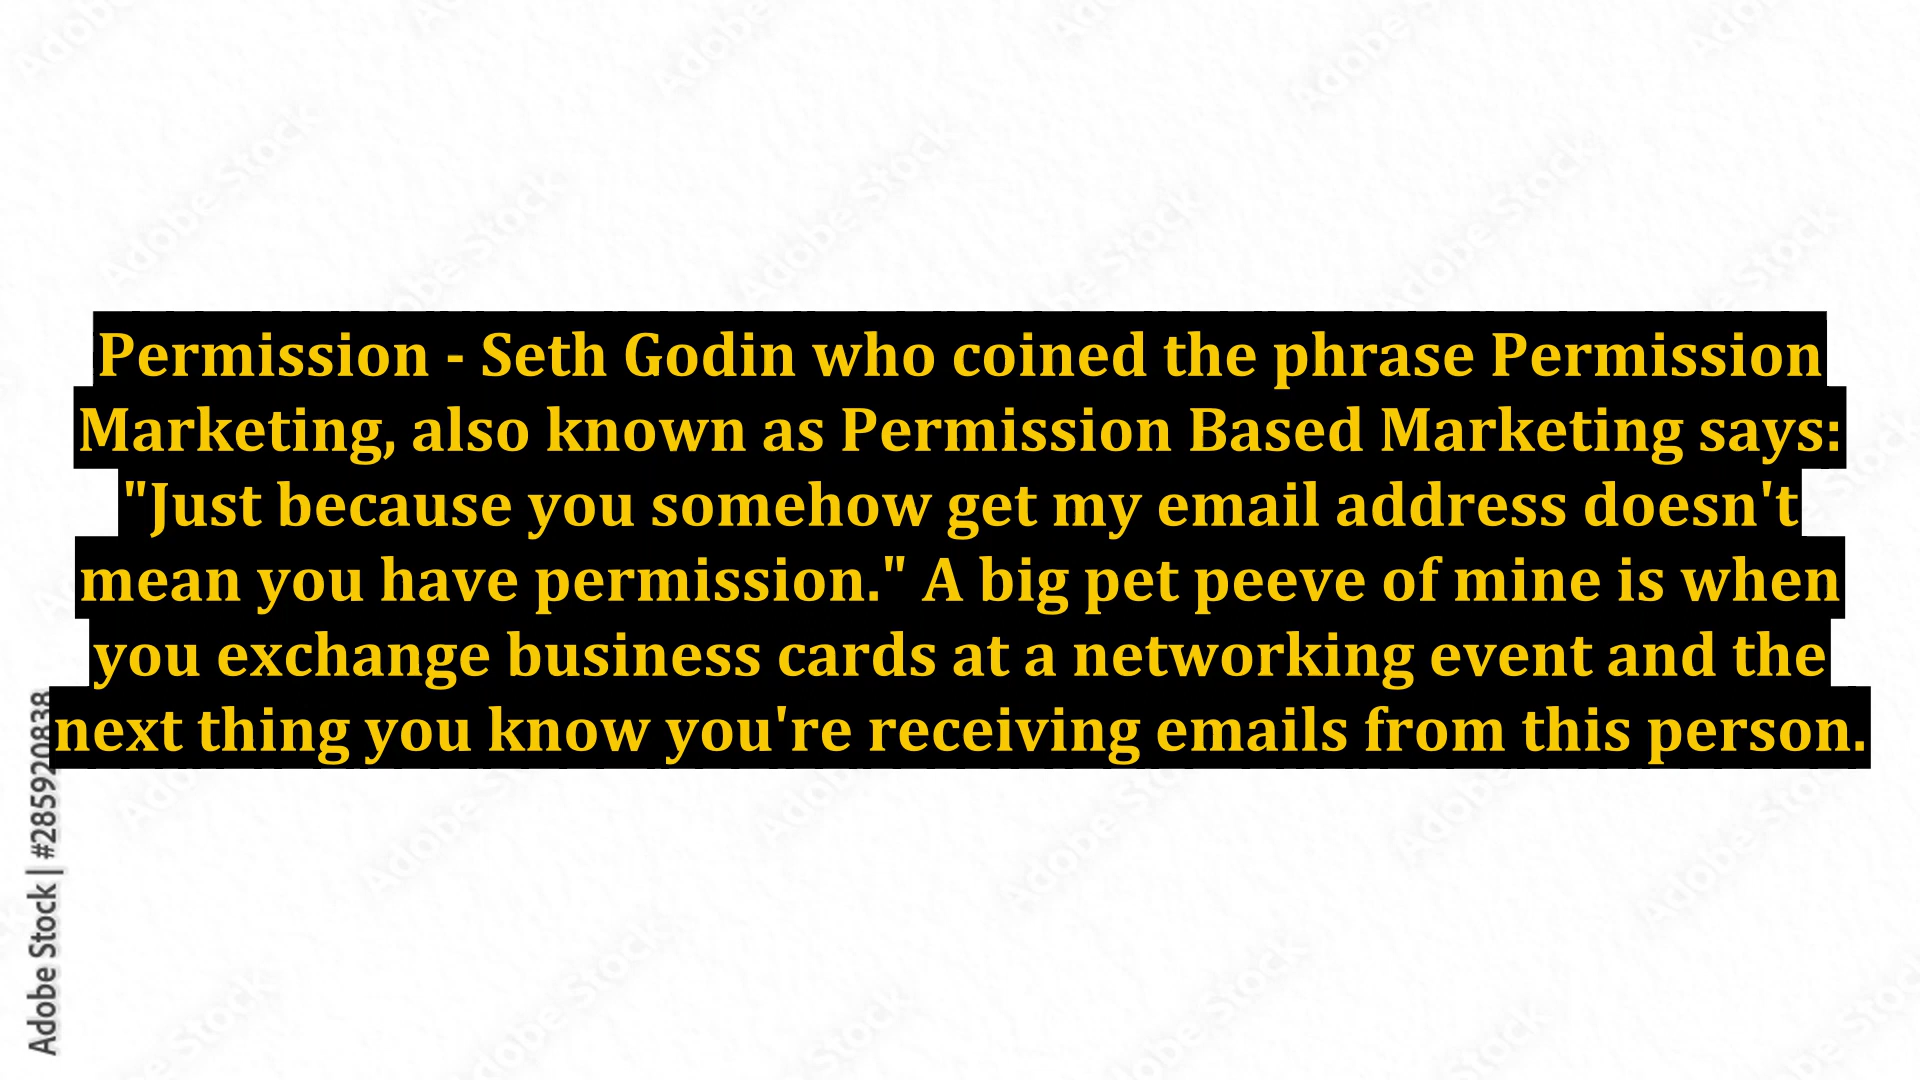 Permission - Seth Godin who coined the phrase Permission
Marketing, also known as Permission Based Marketing says:
"Just because you somehow get my email address doesn't
mean you have permission." A big pet peeve of mine is when
you exchange business cards at a networking event and the
next thing you know you're receiving emails from this person.
Adobe Stock | #285920838